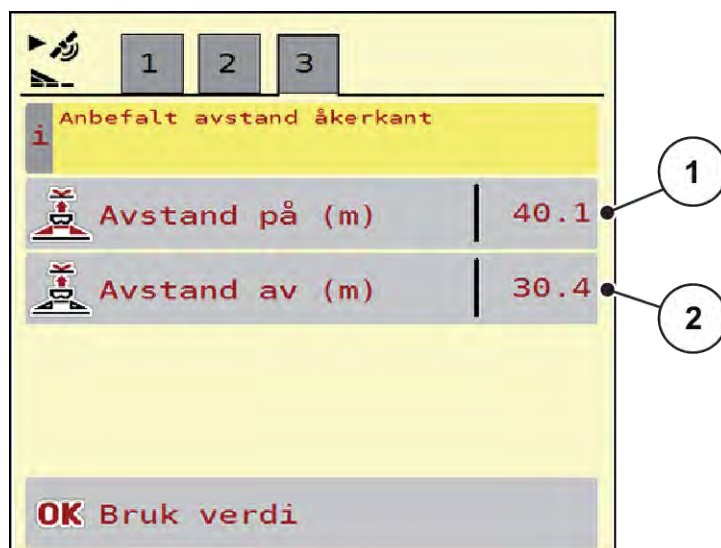 1 2 3
i Anbefalt avstand åkerkant
Avstand på (m) 40.1
1
Avstand av (m) 30.4
2
OK Bruk verdi